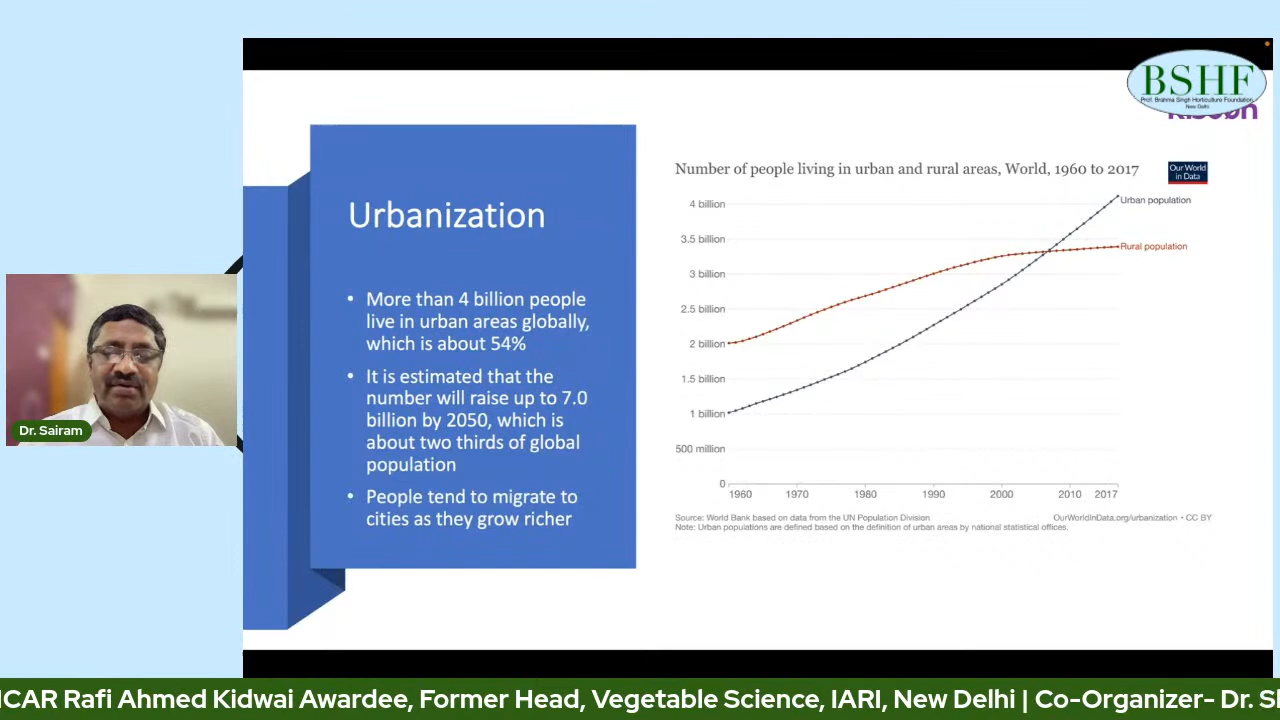 BSHF
Prof. Brahma Singh Horticulture Foundation
New Delhi
Urbanization
• More than 4 billion people
live in urban areas globally,
which is about 54%
• It is estimated that the
number will raise up to 7.0
billion by 2050, which is
about two thirds of global
population
• People tend to migrate to
cities as they grow richer
Number of people living in urban and rural areas, World, 1960 to 2017
Our World
in Data
4 billion
3.5 billion
3 billion
2.5 billion
2 billion
1.5 billion
1 billion
500 million
0
Urban population
Rural population
1960 1970 1980 1990 2000 2010 2017
Source: World Bank based on data from the UN Population Division
OurWorldInData.org/urbanization • CC BY
Note: Urban populations are defined based on the definition of urban areas by national statistical offices.
Dr. Sairam
ICAR Rafi Ahmed Kidwai Awardee, Former Head, Vegetable Science, IARI, New Delhi | Co-Organizer- Dr. S